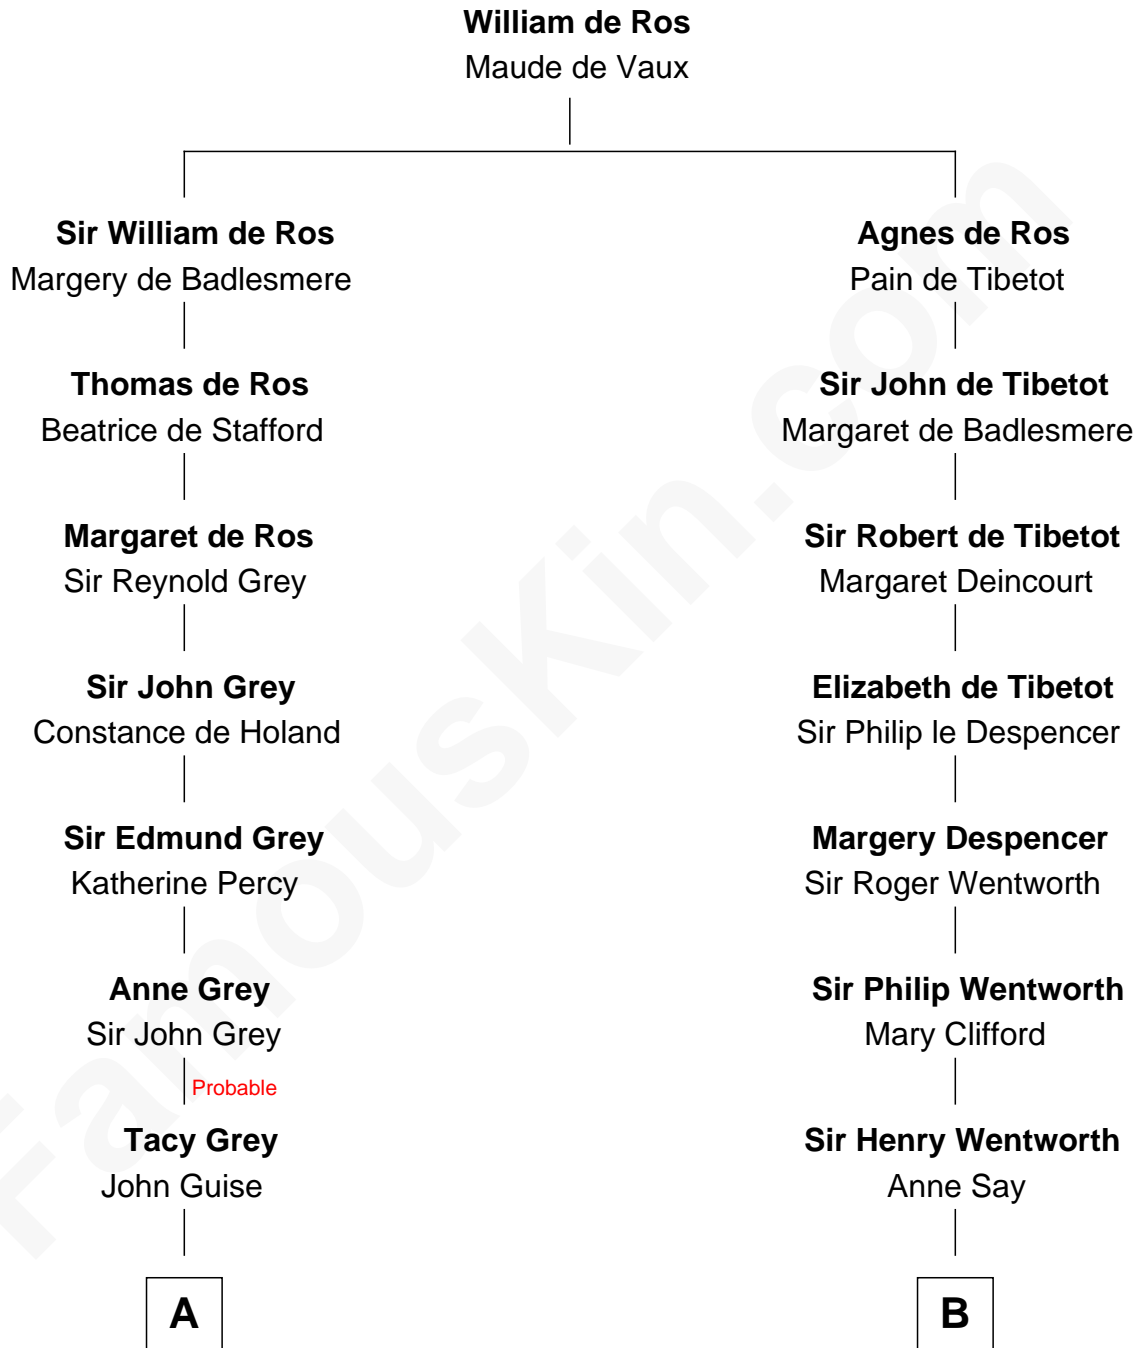 William de Ros
Maude de Vaux
Sir William de Ros
Margery de Badlesmere
Agnes de Ros
Pain de Tibetot
Thomas de Ros
Beatrice de Stafford
Sir John de Tibetot
Margaret de Badlesmere
Margaret de Ros
Sir Reynold Grey
Sir Robert de Tibetot
Margaret Deincourt
Sir John Grey
Constance de Holand
Elizabeth de Tibetot
Sir Philip le Despencer
Sir Edmund Grey
Katherine Percy
Margery Despencer
Sir Roger Wentworth
Anne Grey
Sir John Grey
Sir Philip Wentworth
Mary Clifford
Probable
Tacy Grey
John Guise
Sir Henry Wentworth
Anne Say
A
B
FamousKin.com